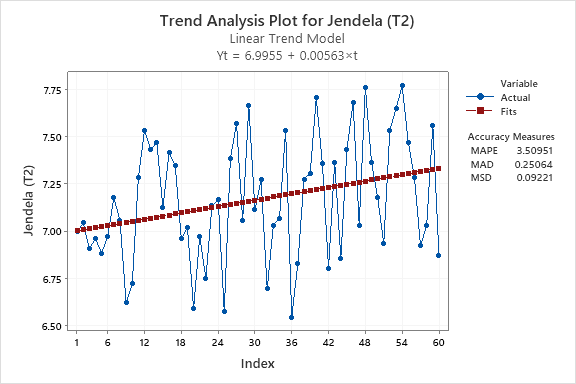 Trend Analysis Plot for Jendela (T2)
Linear Trend Model
Yt = 6.9955 + 0.00563×t
Variable
Actual
Fits
Accuracy Measures
MAPE 3.50951
MAD 0.25064
MSD 0.09221
Jendela (T2)
7.75
7.50
7.25
7.00
6.75
6.50
1 6 12 18 24 30 36 42 48 54 60
Index